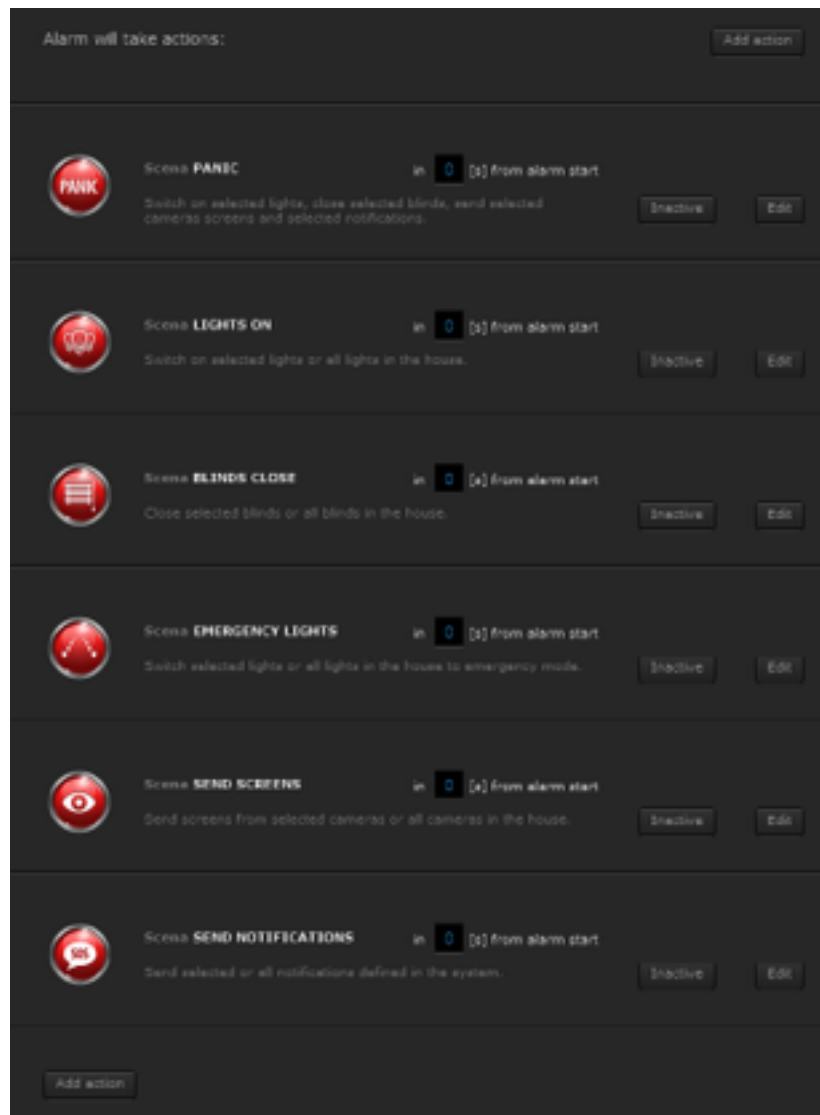 Alarm will take actions:
Add action
Scena PANIC
in 0 [s] from alarm start
PANIC
Switch on selected lights, close selected blinds, send selected
cameras screens and selected notifications.
Inactive
Edit
Scena LIGHTS ON
in 0 [s] from alarm start
Switch on selected lights or all lights in the house.
Inactive
Edit
Scena BLINDS CLOSE
in 0 [s] from alarm start
Close selected blinds or all blinds in the house.
Inactive
Edit
Scena EMERGENCY LIGHTS
in 0 [s] from alarm start
Switch selected lights or all lights in the house to emergency mode.
Inactive
Edit
Scena SEND SCREENS
in 0 [s] from alarm start
Send screens from selected cameras or all cameras in the house.
Inactive
Edit
Scena SEND NOTIFICATIONS
in 0 [s] from alarm start
SOS
Send selected or all notifications defined in the system.
Inactive
Edit
Add action